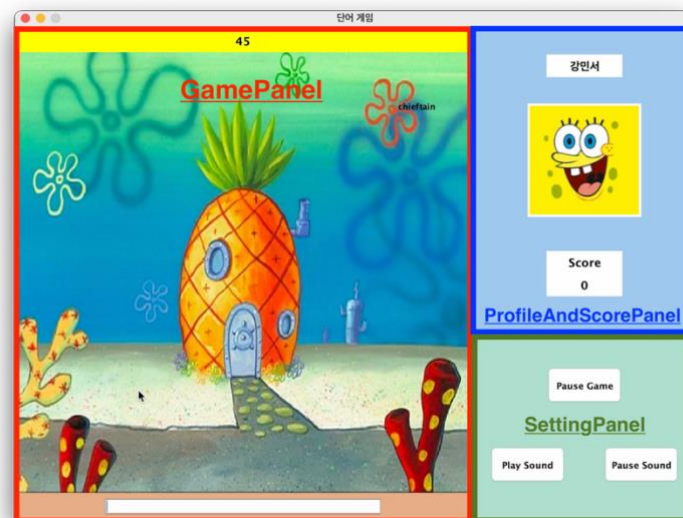 단어 게임
45
GamePanel
chieftain
강민서
Score
0
ProfileAndScorePanel
Pause Game
SettingPanel
Play Sound
Pause Sound